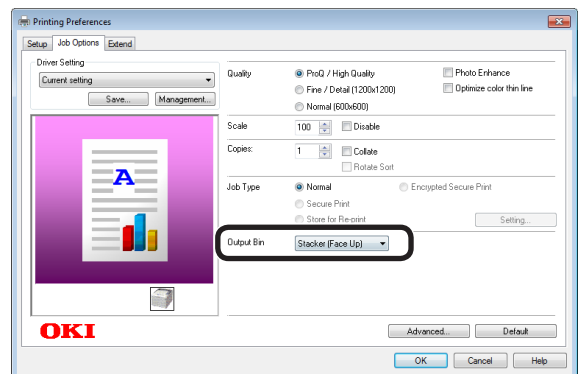 Printing Preferences
Setup Job Options Extend
Driver Setting
Current setting
Save... Management...
A
OKI
Quality ProQ / High Quality Photo Enhance
Fine / Detail (1200x1200) Optimize color thin line
Normal (600x600)
Scale 100 Disable
Copies: 1 Collate
Rotate Sort
Job Type Normal Encrypted Secure Print
Secure Print
Store for Re-print Setting...
Output Bin Stacker (Face Up)
Advanced... Default
OK Cancel Help